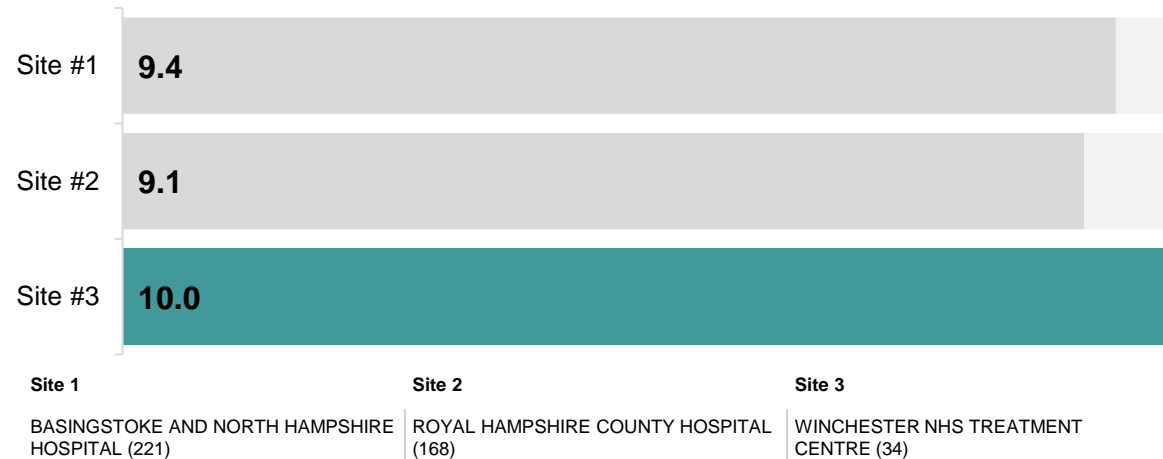 Site #1 9.4
Site #2 9.1
Site #3 10.0
Site 1 Site 2 Site 3
BASINGSTOKE AND NORTH HAMPSHIRE
HOSPITAL (221)
ROYAL HAMPSHIRE COUNTY HOSPITAL
(168)
WINCHESTER NHS TREATMENT
CENTRE (34)